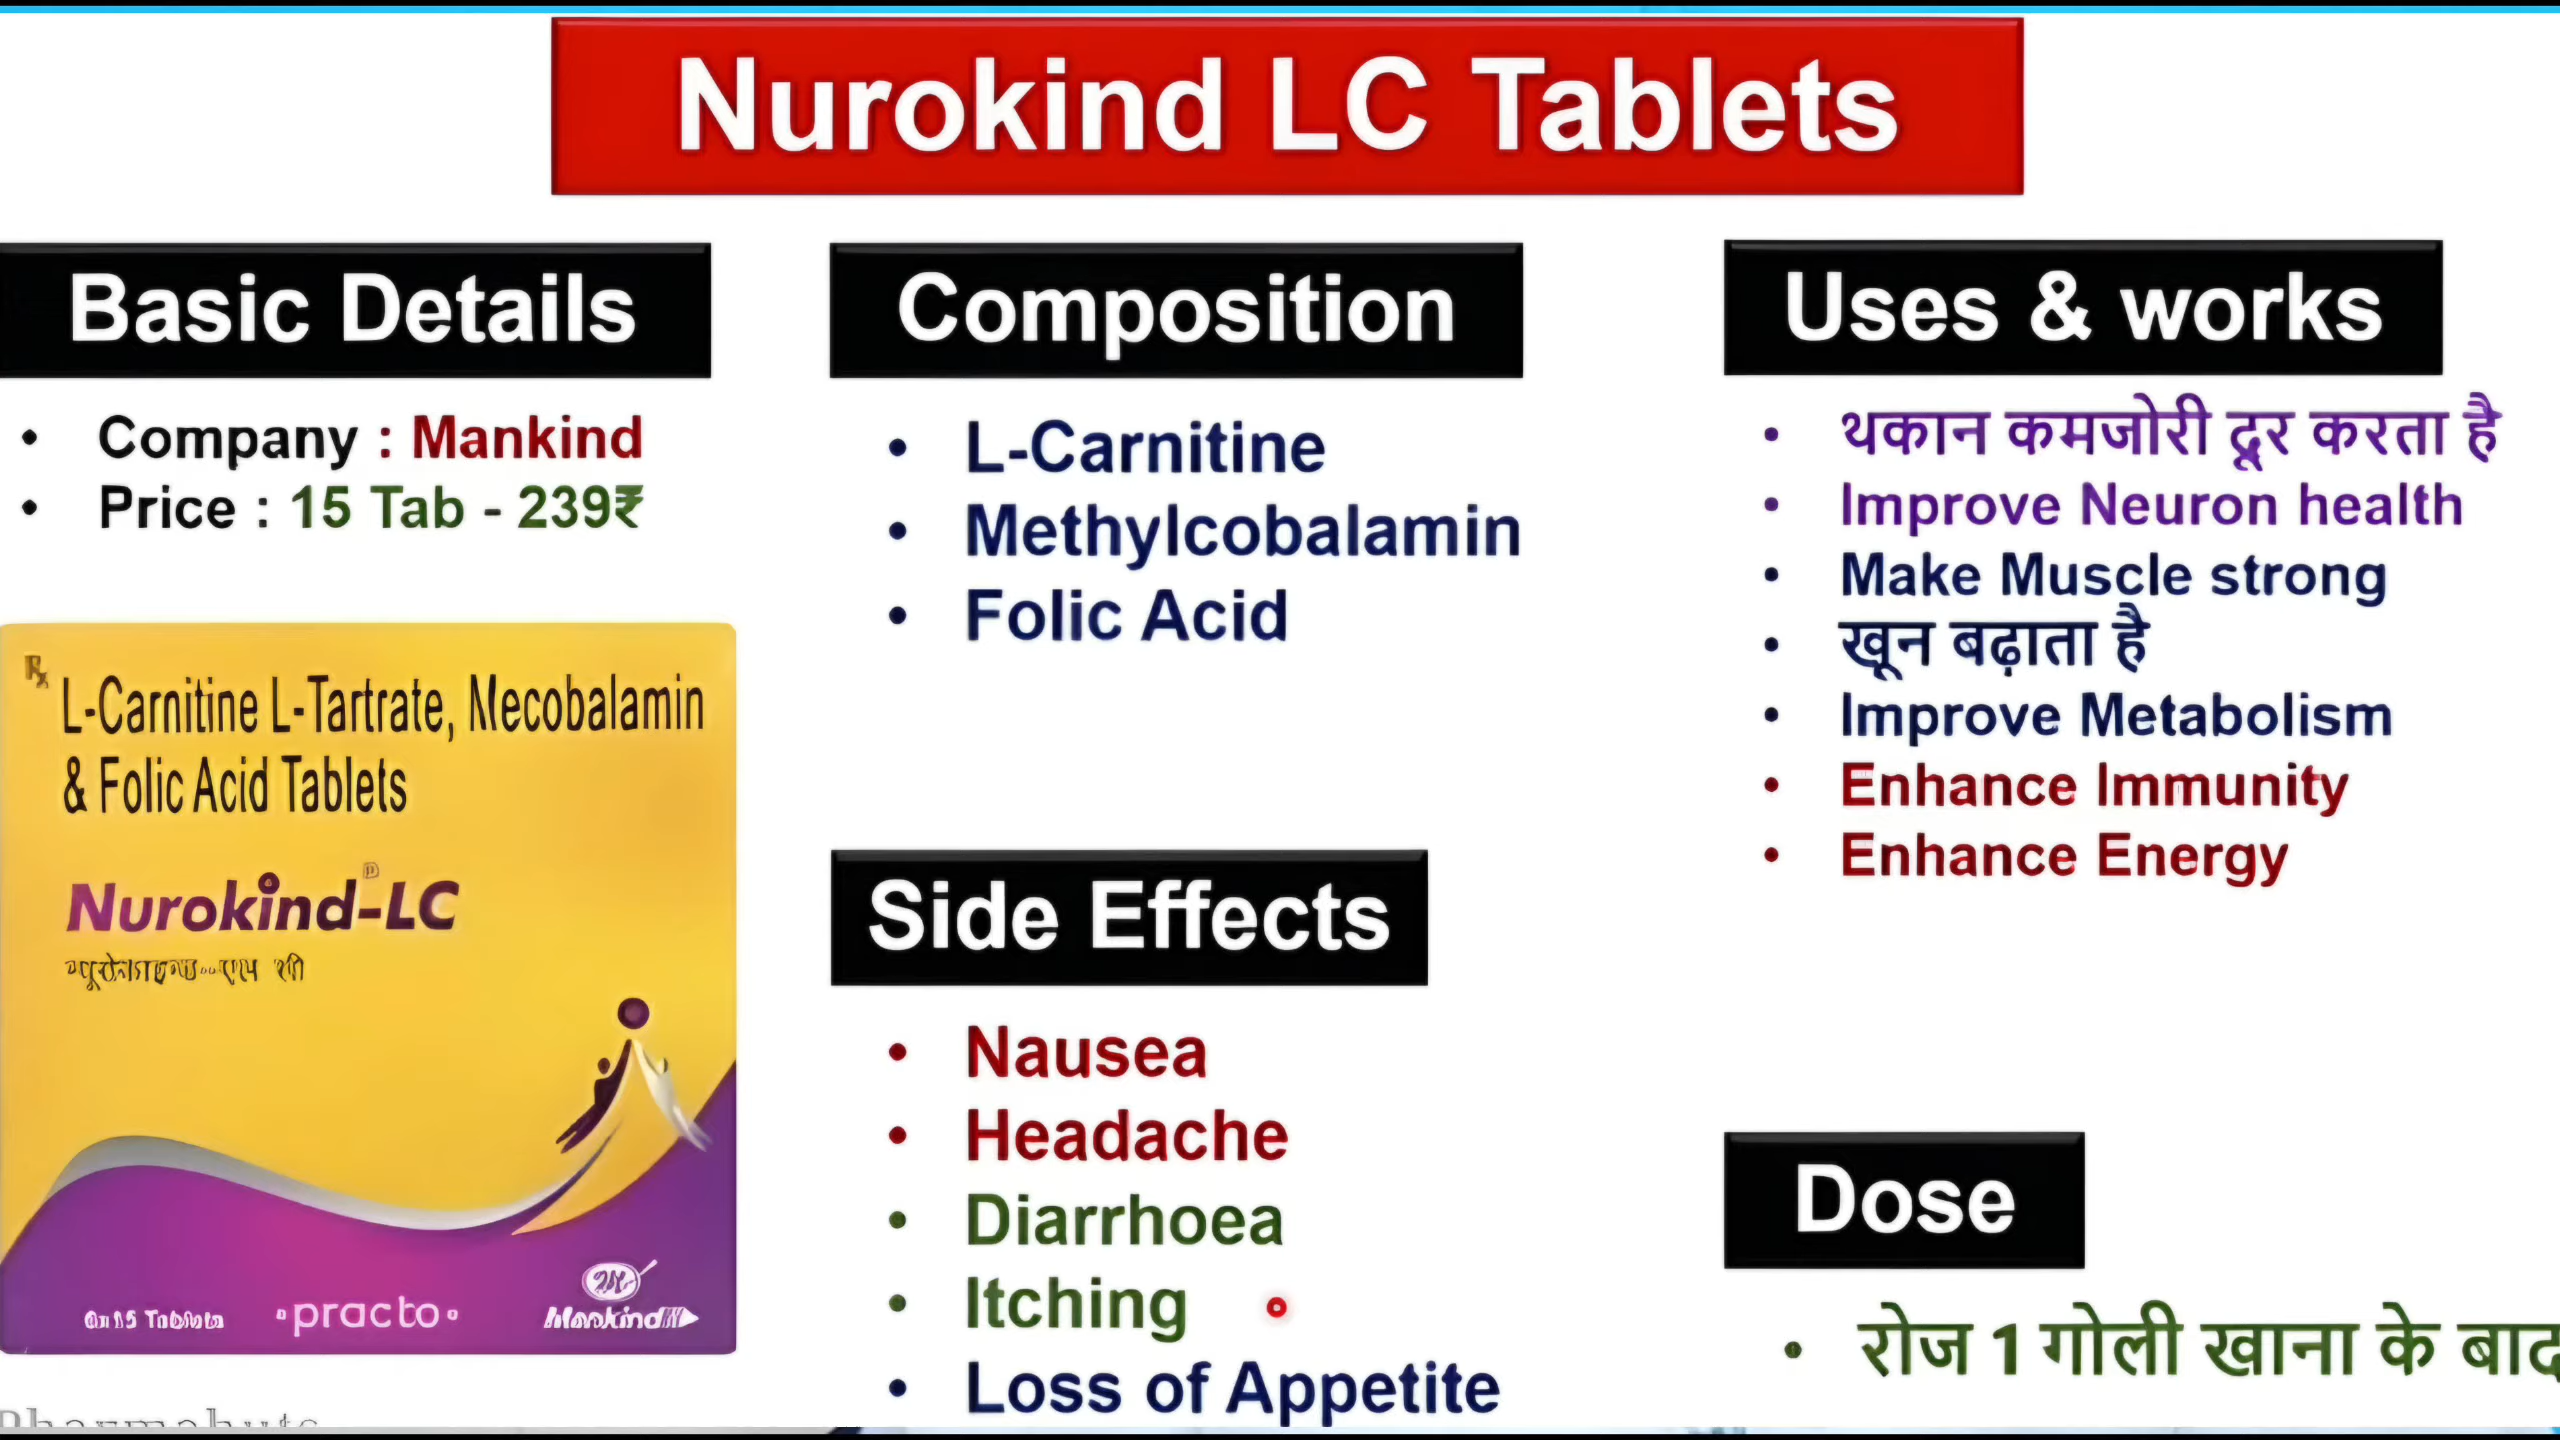 Nurokind LC Tablets
Basic Details
• Company : Mankind
• Price : 15 Tab - 239₹
Rx
L-Carnitine L-Tartrate, Mecobalamin
& Folic Acid Tablets
Nurokind-LC
practo
Mankind
Composition
• L-Carnitine
• Methylcobalamin
• Folic Acid
Side Effects
• Nausea
• Headache
• Diarrhoea
• Itching
• Loss of Appetite
Uses & works
• थकान कमजोरी दूर करता है
• Improve Neuron health
• Make Muscle strong
• खून बढ़ाता है
• Improve Metabolism
• Enhance Immunity
• Enhance Energy
Dose
• रोज 1 गोली खाना के बाद